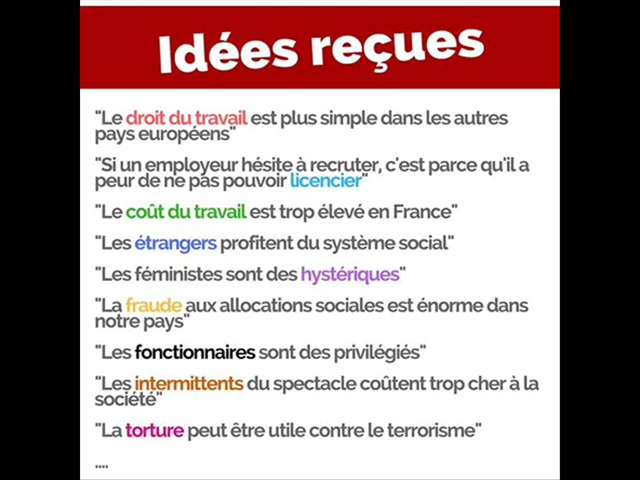 Idées reçues
"Le droit du travail est plus simple dans les autres
pays européens"
"Si un employeur hésite à recruter, c'est parce qu'il a
peur de ne pas pouvoir licencier"
"Le coût du travail est trop élevé en France"
"Les étrangers profitent du système social"
"Les féministes sont des hystériques"
"La fraude aux allocations sociales est énorme dans
notre pays"
"Les fonctionnaires sont des privilégiés"
"Les intermittents du spectacle coûtent trop cher à la
société"
"La torture peut être utile contre le terrorisme"
....